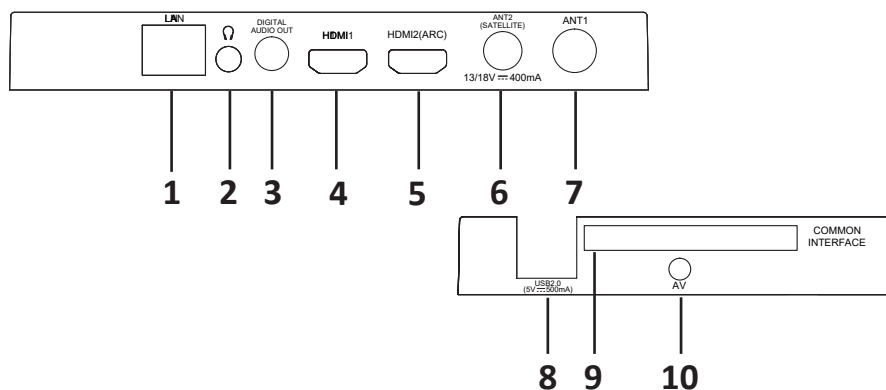 LAN
DIGITAL
AUDIO OUT
HDMI1
HDMI2(ARC)
ANT2
(SATELLITE)
ANT1
13/18V ⎓ 400mA
1 2 3 4 5 6 7
COMMON
INTERFACE
USB2.0
(5V ⎓ 500mA)
AV
8 9 10